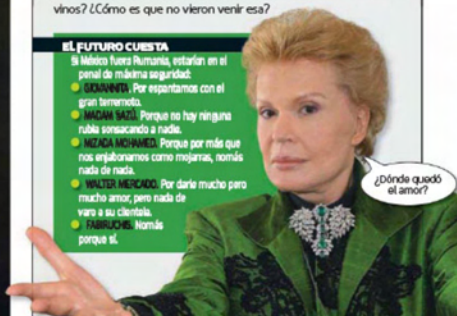 vinos? ¿Cómo es que no vieron venir esa?
EL FUTURO CUESTA
Si México fuera Rumania, estarían en el
penal de máxima seguridad:
GIOVANNITA. Por espantarnos con el
gran terremoto.
MADAM SAZÚ. Porque no hay ninguna
rubia sonsacando a nadie.
MIZADA MOHAMED. Porque por más que
nos enjabonamos como mojarras, nomás
nada de nada.
WALTER MERCADO. Por darle mucho pero
mucho amor, pero nada de
varo a su clientela.
FABIRUCHIS. Nomás
porque sí.
¿Dónde quedó
el amor?